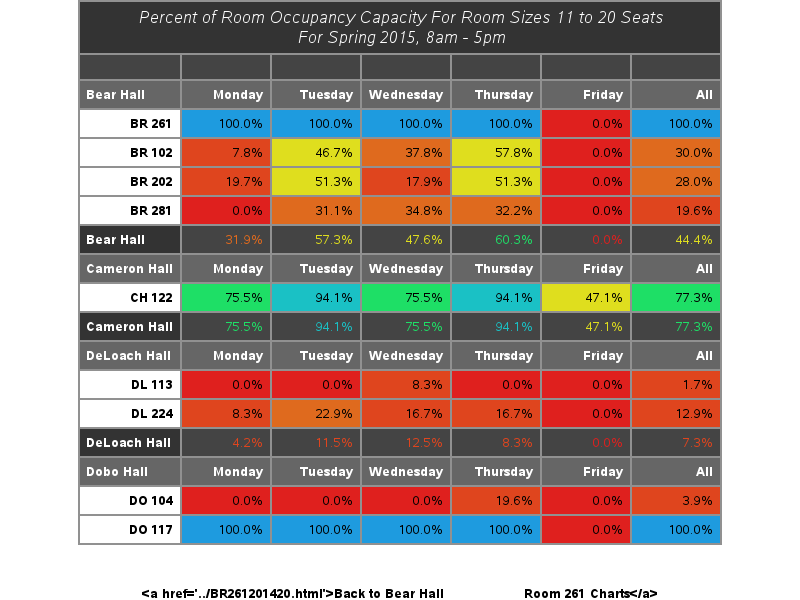 Percent of Room Occupancy Capacity For Room Sizes 11 to 20 Seats
For Spring 2015, 8am - 5pm
Bear Hall Monday Tuesday Wednesday Thursday Friday All
BR 261 100.0% 100.0% 100.0% 100.0% 0.0% 100.0%
BR 102 7.8% 46.7% 37.8% 57.8% 0.0% 30.0%
BR 202 19.7% 51.3% 17.9% 51.3% 0.0% 28.0%
BR 281 0.0% 31.1% 34.8% 32.2% 0.0% 19.6%
Bear Hall 31.9% 57.3% 47.6% 60.3% 0.0% 44.4%
Cameron Hall Monday Tuesday Wednesday Thursday Friday All
CH 122 75.5% 94.1% 75.5% 94.1% 47.1% 77.3%
Cameron Hall 75.5% 94.1% 75.5% 94.1% 47.1% 77.3%
DeLoach Hall Monday Tuesday Wednesday Thursday Friday All
DL 113 0.0% 0.0% 8.3% 0.0% 0.0% 1.7%
DL 224 8.3% 22.9% 16.7% 16.7% 0.0% 12.9%
DeLoach Hall 4.2% 11.5% 12.5% 8.3% 0.0% 7.3%
Dobo Hall Monday Tuesday Wednesday Thursday Friday All
DO 104 0.0% 0.0% 0.0% 19.6% 0.0% 3.9%
DO 117 100.0% 100.0% 100.0% 100.0% 0.0% 100.0%
<a href='../BR261201420.html'>Back to Bear Hall Room 261 Charts</a>